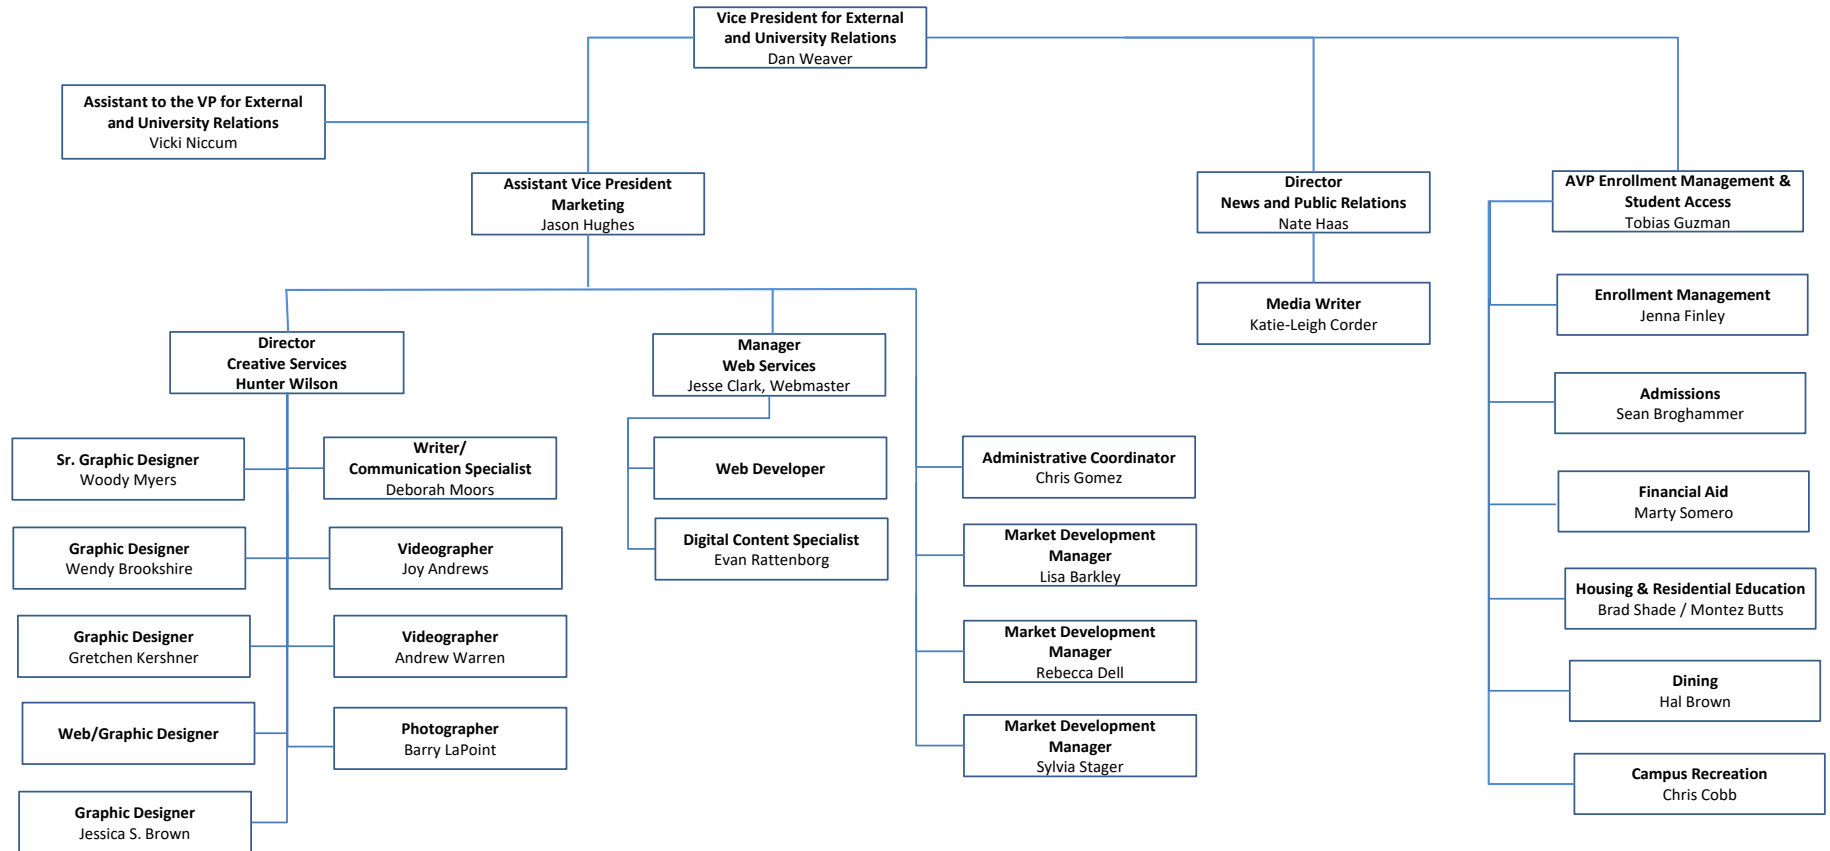 Vice President for External
and University Relations
Dan Weaver
Assistant to the VP for External
and University Relations
Vicki Niccum
Assistant Vice President
Marketing
Jason Hughes
Director
News and Public Relations
Nate Haas
AVP Enrollment Management &
Student Access
Tobias Guzman
Media Writer
Katie-Leigh Corder
Enrollment Management
Jenna Finley
Director
Creative Services
Hunter Wilson
Manager
Web Services
Jesse Clark, Webmaster
Admissions
Sean Broghammer
Sr. Graphic Designer
Woody Myers
Writer/
Communication Specialist
Deborah Moors
Web Developer
Administrative Coordinator
Chris Gomez
Financial Aid
Marty Somero
Graphic Designer
Wendy Brookshire
Videographer
Joy Andrews
Digital Content Specialist
Evan Rattenborg
Market Development
Manager
Lisa Barkley
Housing & Residential Education
Brad Shade / Montez Butts
Graphic Designer
Gretchen Kershner
Videographer
Andrew Warren
Market Development
Manager
Rebecca Dell
Dining
Hal Brown
Web/Graphic Designer
Photographer
Barry LaPoint
Market Development
Manager
Sylvia Stager
Campus Recreation
Chris Cobb
Graphic Designer
Jessica S. Brown